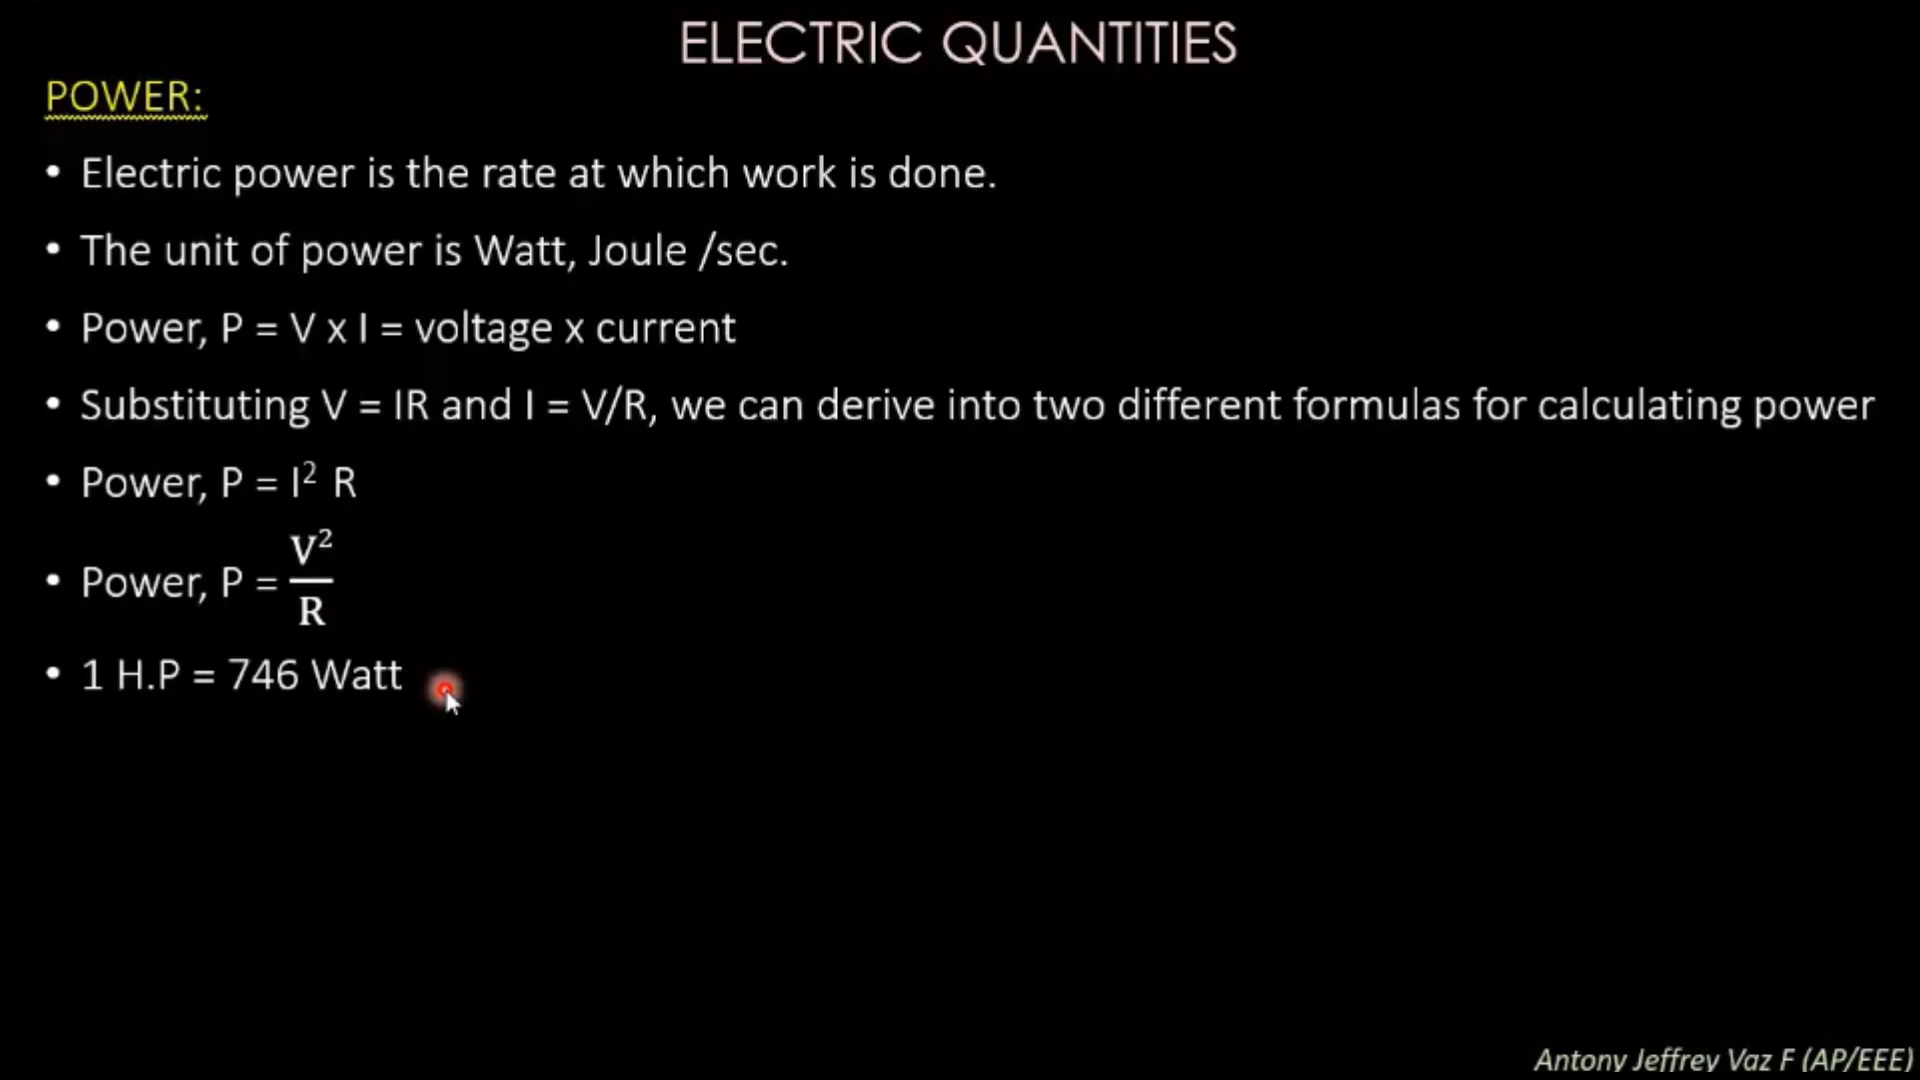 ELECTRIC QUANTITIES
POWER:
• Electric power is the rate at which work is done.
• The unit of power is Watt, Joule /sec.
• Power, P = V x I = voltage x current
• Substituting V = IR and I = V/R, we can derive into two different formulas for calculating power
• Power, P = I² R
• Power, P = V²/R
• 1 H.P = 746 Watt
Antony Jeffrey Vaz F (AP/EEE)